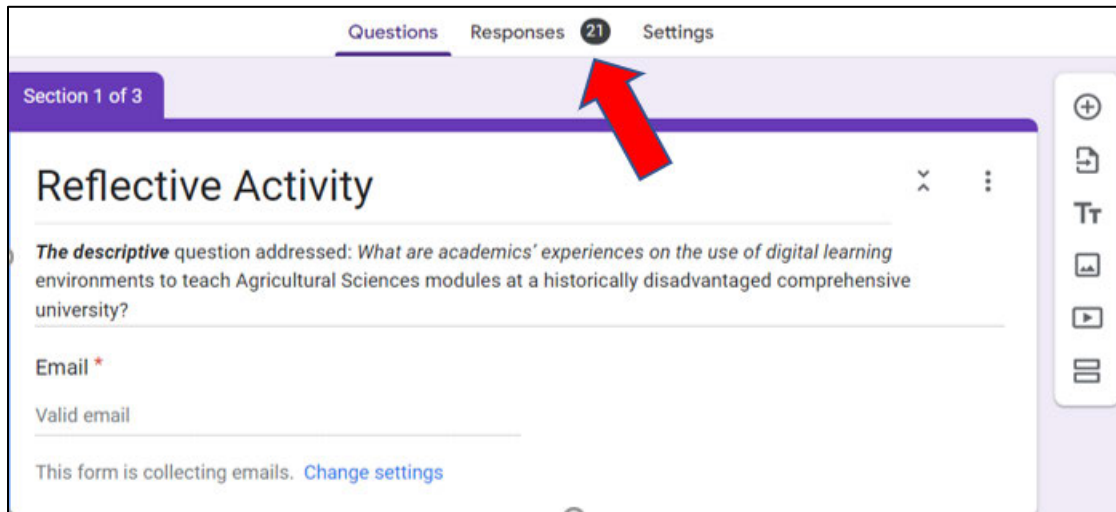 Questions Responses 21 Settings
Section 1 of 3
Reflective Activity
The descriptive question addressed: What are academics' experiences on the use of digital learning
environments to teach Agricultural Sciences modules at a historically disadvantaged comprehensive
university?
Email *
Valid email
This form is collecting emails. Change settings
Tт